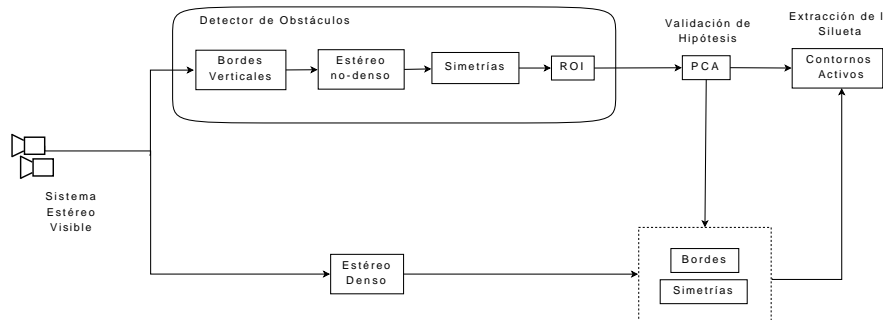 Detector de Obstáculos
Validación de
Hipótesis
Extracción de l
Silueta
Bordes
Verticales
Estéreo
no-denso
Simetrías
ROI
PCA
Contornos
Activos
Sistema
Estéreo
Visible
Estéreo
Denso
Bordes
Simetrías